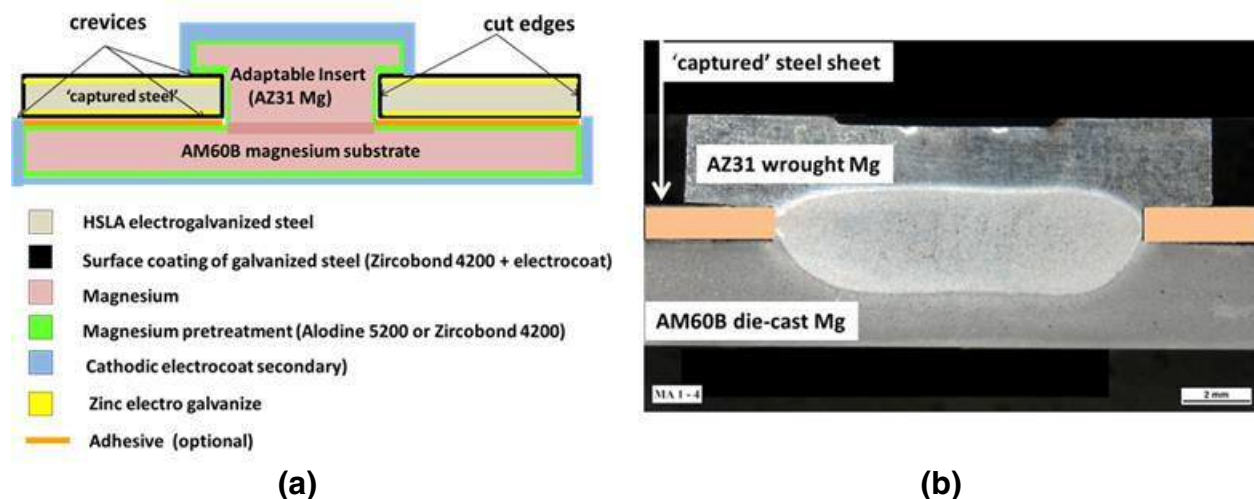 crevices
cut edges
Adaptable Insert
(AZ31 Mg)
'captured steel'
AM60B magnesium substrate
HSLA electrogalvanized steel
Surface coating of galvanized steel (Zircobond 4200 + electrocoat)
Magnesium
Magnesium pretreatment (Alodine 5200 or Zircobond 4200)
Cathodic electrocoat secondary)
Zinc electro galvanize
Adhesive (optional)
(a)
'captured' steel sheet
AZ31 wrought Mg
AM60B die-cast Mg
MA 1 - 4
2 mm
(b)